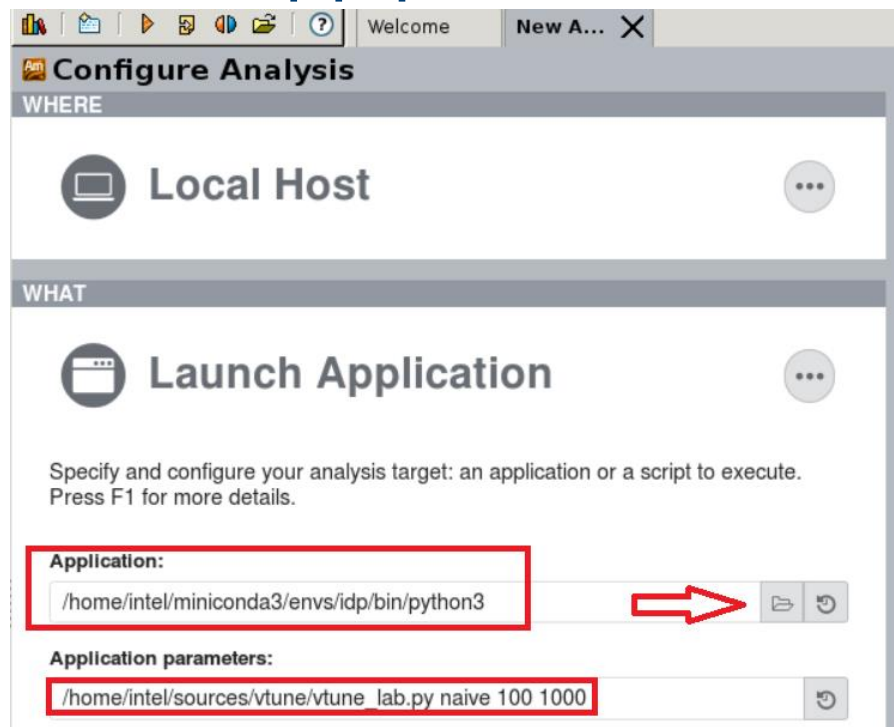 Welcome
New A...
Am Configure Analysis
WHERE
Local Host
WHAT
Launch Application
Specify and configure your analysis target: an application or a script to execute.
Press F1 for more details.
Application:
/home/intel/miniconda3/envs/idp/bin/python3
Application parameters:
/home/intel/sources/vtune/vtune_lab.py naive 100 1000